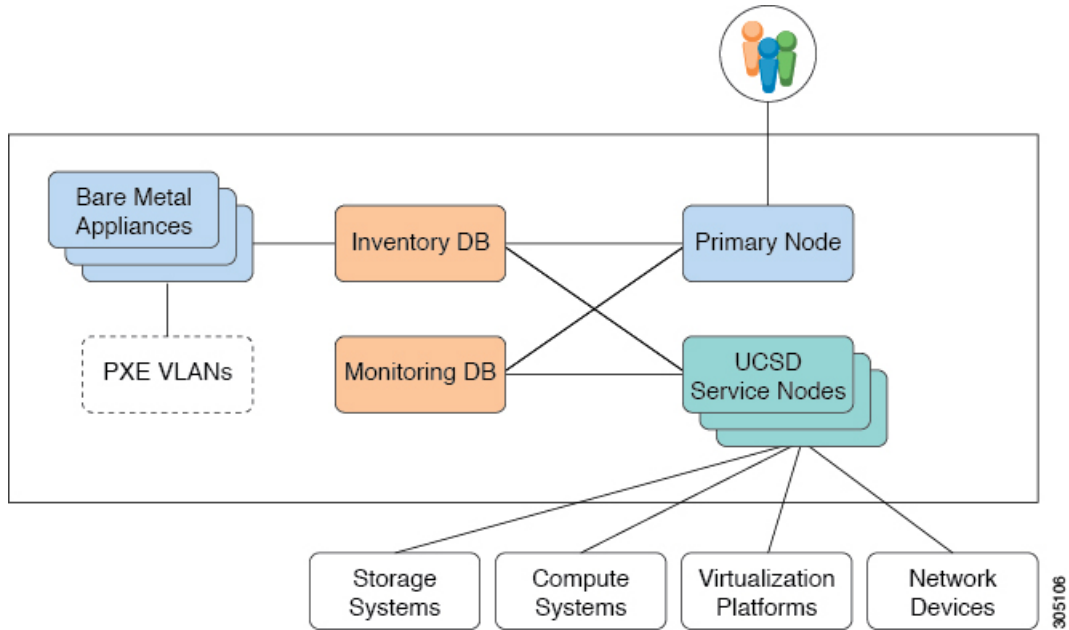 Bare Metal
Appliances
Inventory DB
Primary Node
PXE VLANs
Monitoring DB
UCSD
Service Nodes
Storage
Systems
Compute
Systems
Virtualization
Platforms
Network
Devices
305106